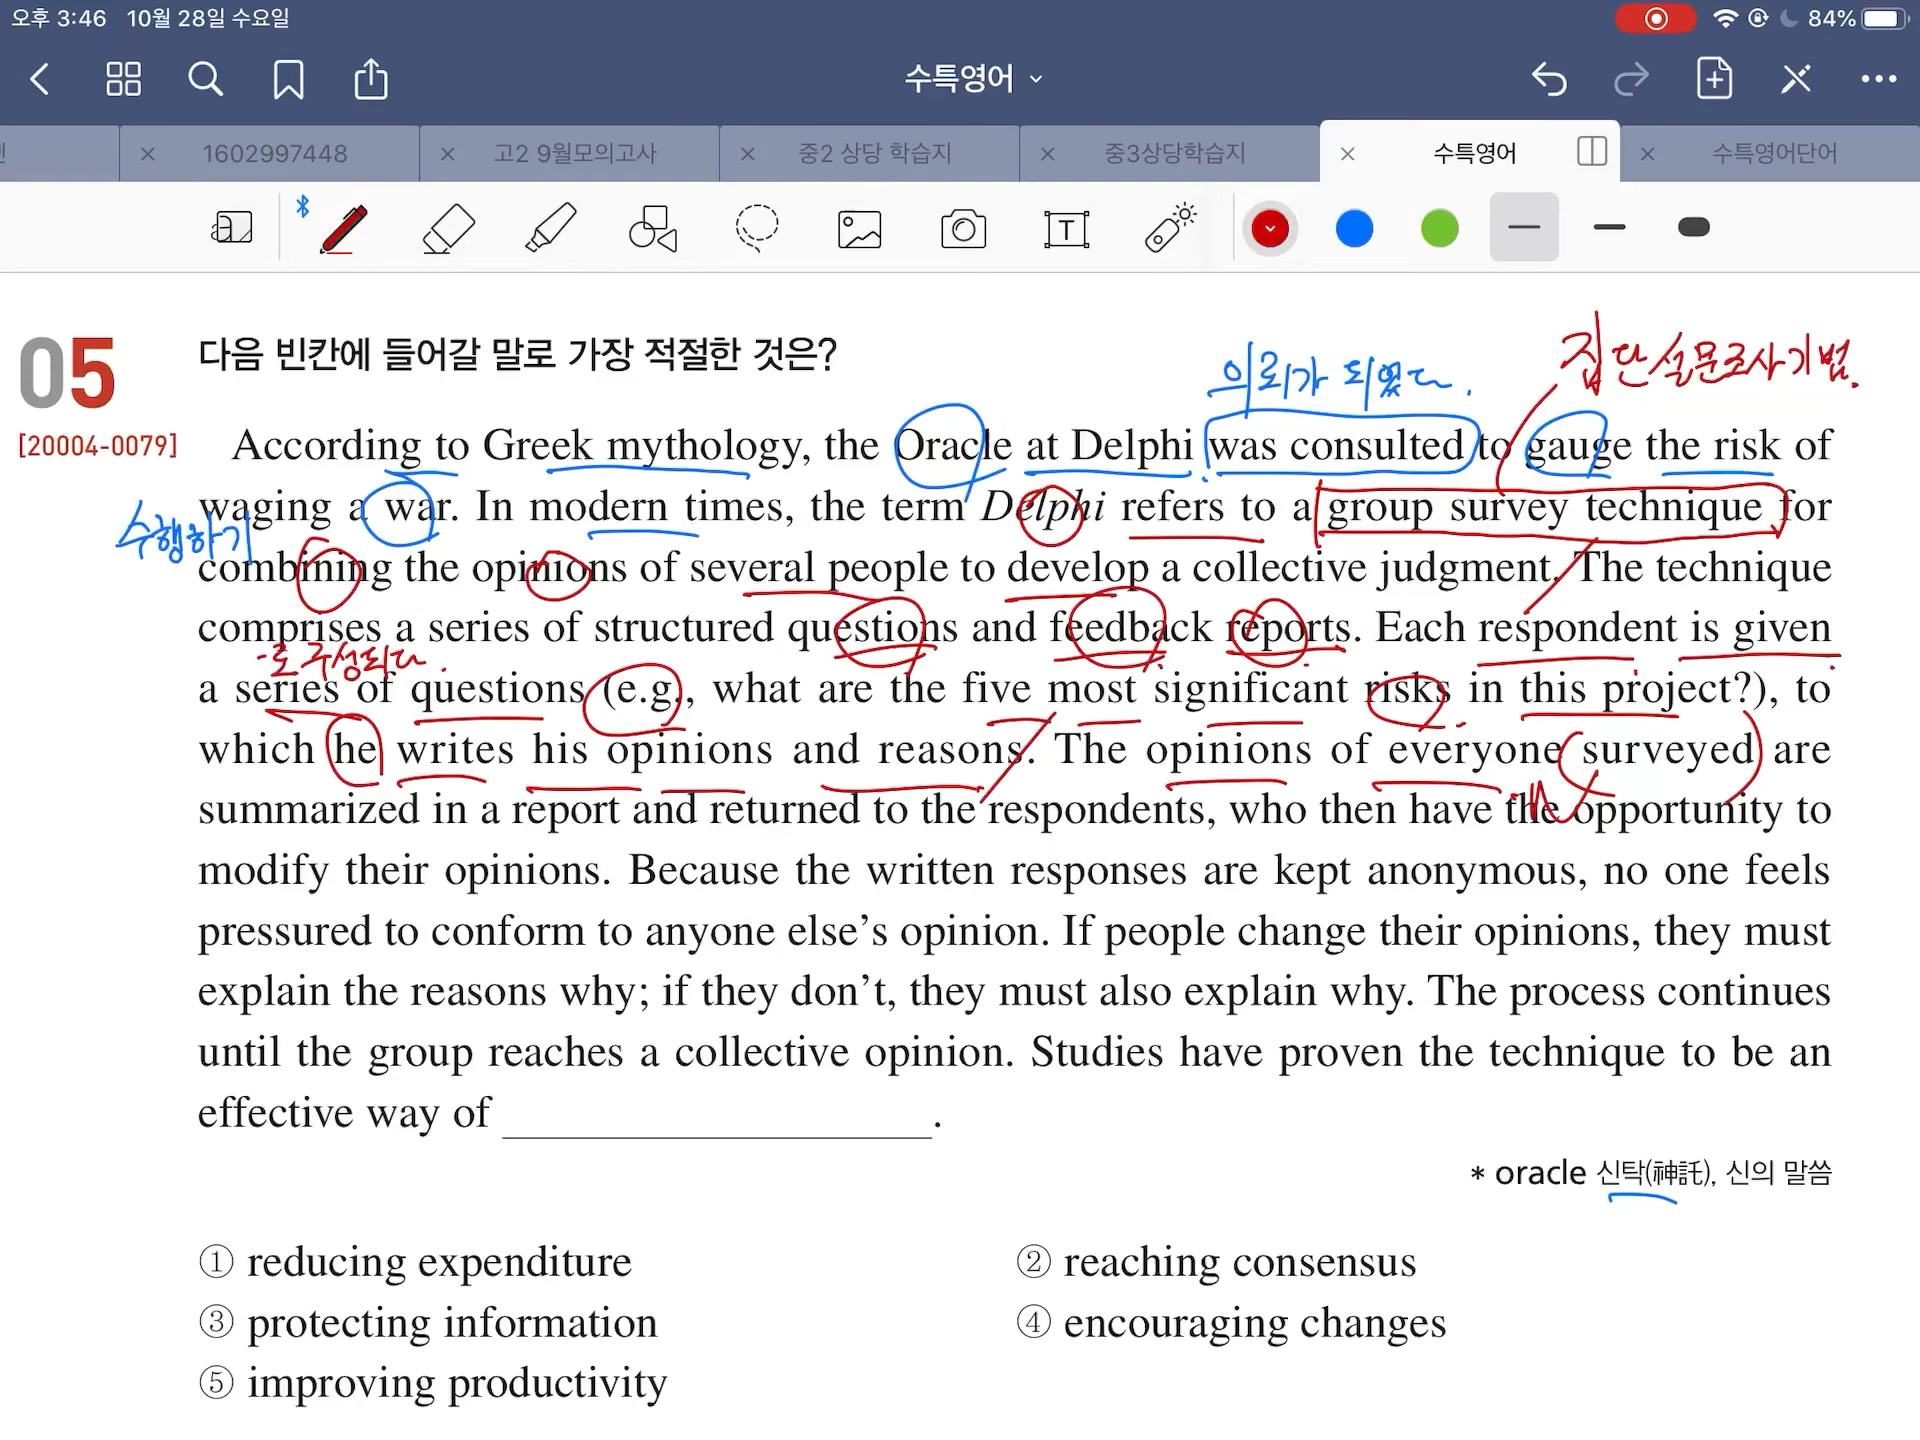 오후 3:46 10월 28일 수요일 84%
수특영어
1602997448 고2 9월모의고사 중2 상당 학습지 중3상당학습지 수특영어 수특영어단어
05 다음 빈칸에 들어갈 말로 가장 적절한 것은?
의뢰가 되었다. 집단설문조사기법.
[20004-0079] According to Greek mythology, the Oracle at Delphi was consulted to gauge the risk of
waging a war. In modern times, the term Delphi refers to a group survey technique for
수행하기
combining the opinions of several people to develop a collective judgment. The technique
comprises a series of structured questions and feedback reports. Each respondent is given
-로 구성되다.
a series of questions (e.g., what are the five most significant risks in this project?), to
which he writes his opinions and reasons. The opinions of everyone surveyed are
summarized in a report and returned to the respondents, who then have the opportunity to
modify their opinions. Because the written responses are kept anonymous, no one feels
pressured to conform to anyone else’s opinion. If people change their opinions, they must
explain the reasons why; if they don’t, they must also explain why. The process continues
until the group reaches a collective opinion. Studies have proven the technique to be an
effective way of ____________.
* oracle 신탁(神託), 신의 말씀
① reducing expenditure ② reaching consensus
③ protecting information ④ encouraging changes
⑤ improving productivity